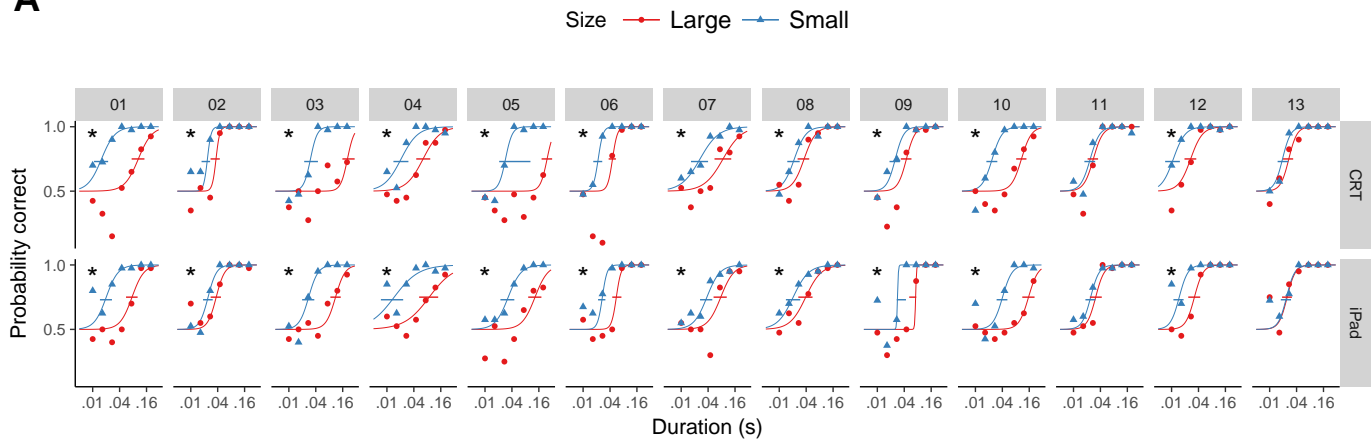 A
Size Large Small
01 02 03 04 05 06 07 08 09 10 11 12 13
* * * * * * * * * * *
1.0
0.5
CRT
* * * * * * * * * * *
1.0
0.5
iPad
Probability correct
.01 .04 .16 .01 .04 .16 .01 .04 .16 .01 .04 .16 .01 .04 .16 .01 .04 .16 .01 .04 .16 .01 .04 .16 .01 .04 .16 .01 .04 .16 .01 .04 .16 .01 .04 .16 .01 .04 .16
Duration (s)